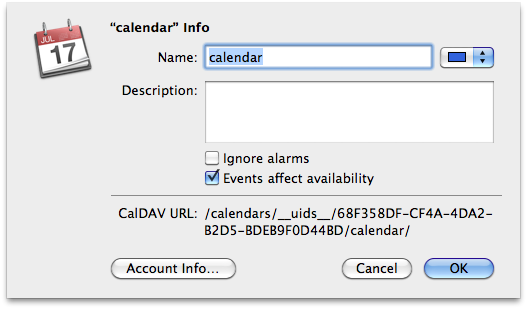 JUL
17
“calendar” Info
Name: calendar
Description:
Ignore alarms
Events affect availability
CalDAV URL: /calendars/__uids__/68F358DF-CF4A-4DA2-
B2D5-BDEB9F0D44BD/calendar/
Account Info...
Cancel
OK